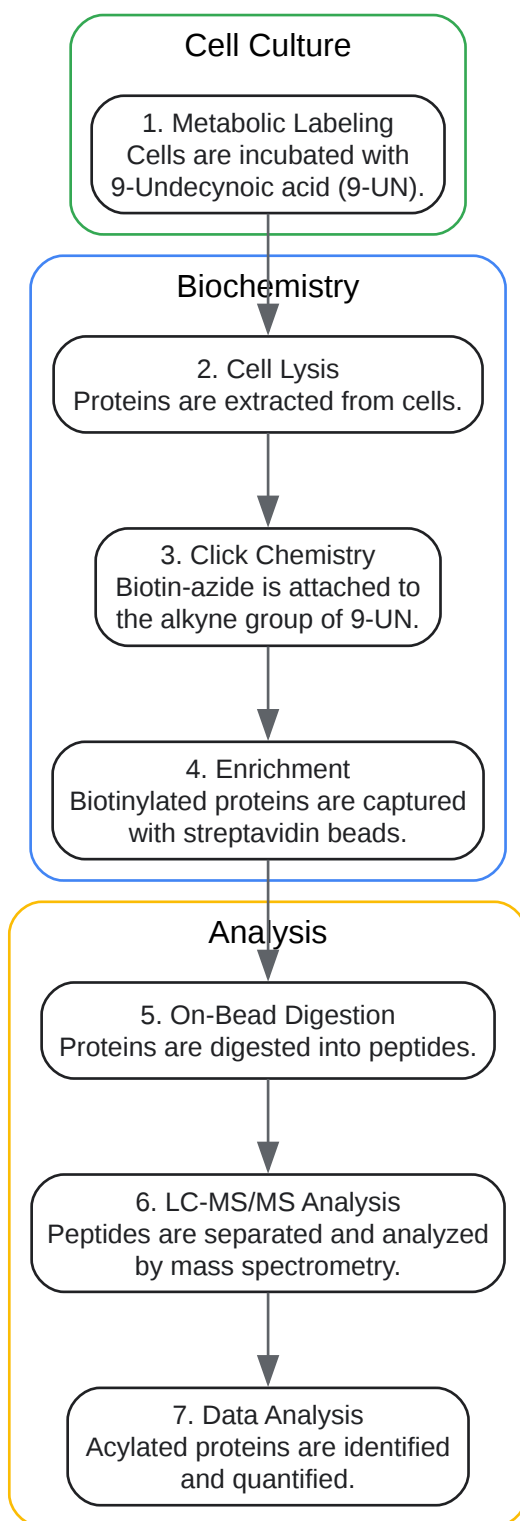 Cell Culture
1. Metabolic Labeling
Cells are incubated with
9-Undecynoic acid (9-UN).
Biochemistry
2. Cell Lysis
Proteins are extracted from cells.
3. Click Chemistry
Biotin-azide is attached to
the alkyne group of 9-UN.
4. Enrichment
Biotinylated proteins are captured
with streptavidin beads.
Analysis
5. On-Bead Digestion
Proteins are digested into peptides.
6. LC-MS/MS Analysis
Peptides are separated and analyzed
by mass spectrometry.
7. Data Analysis
Acylated proteins are identified
and quantified.